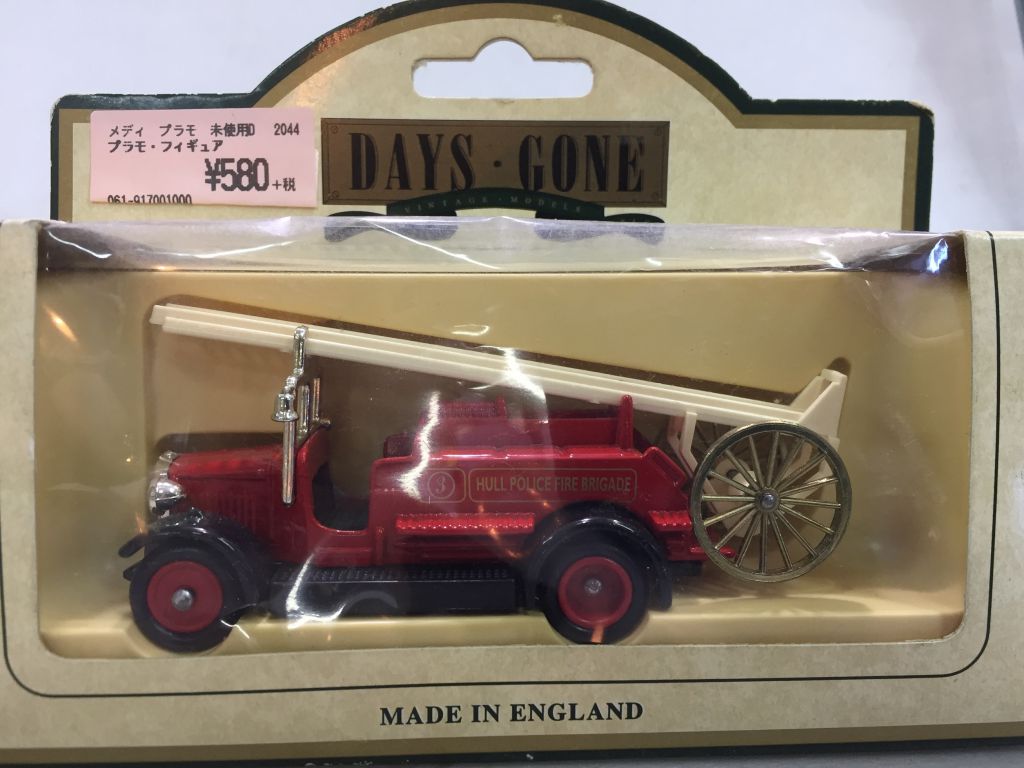 メディ プラモ 未使用D 2044
プラモ・フィギュア
¥580+税
061-917001000
DAYS·GONE
VINTAGE·MODELS
3 HULL POLICE FIRE BRIGADE
MADE IN ENGLAND